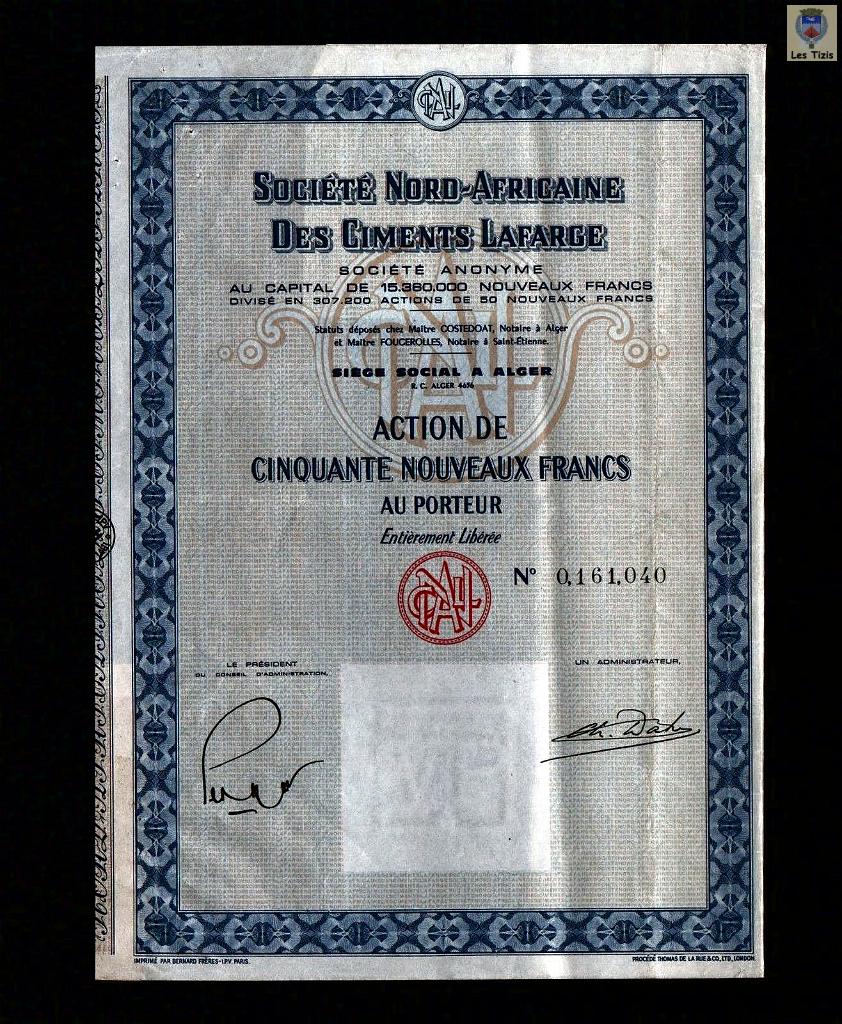 Les Tizis
SOCIÉTÉ NORD-AFRICAINE
DES CIMENTS LAFARGE
SOCIÉTÉ ANONYME
AU CAPITAL DE 15.360.000 NOUVEAUX FRANCS
DIVISÉ EN 307.200 ACTIONS DE 50 NOUVEAUX FRANCS
Statuts déposés chez Maître COSTEDOAT, Notaire à Alger
et Maître FOUGEROLLES, Notaire à Saint-Étienne.
SIÈGE SOCIAL A ALGER
R. C. ALGER 4656
ACTION DE
CINQUANTE NOUVEAUX FRANCS
AU PORTEUR
Entièrement Libérée
N° 0,161,040
LE PRÉSIDENT
DU CONSEIL D'ADMINISTRATION,
UN ADMINISTRATEUR,
IMPRIMÉ PAR BERNARD FRÈRES-I.P.V. PARIS.
PROCÉDÉ THOMAS DE LA RUE & CO, LTD, LONDON